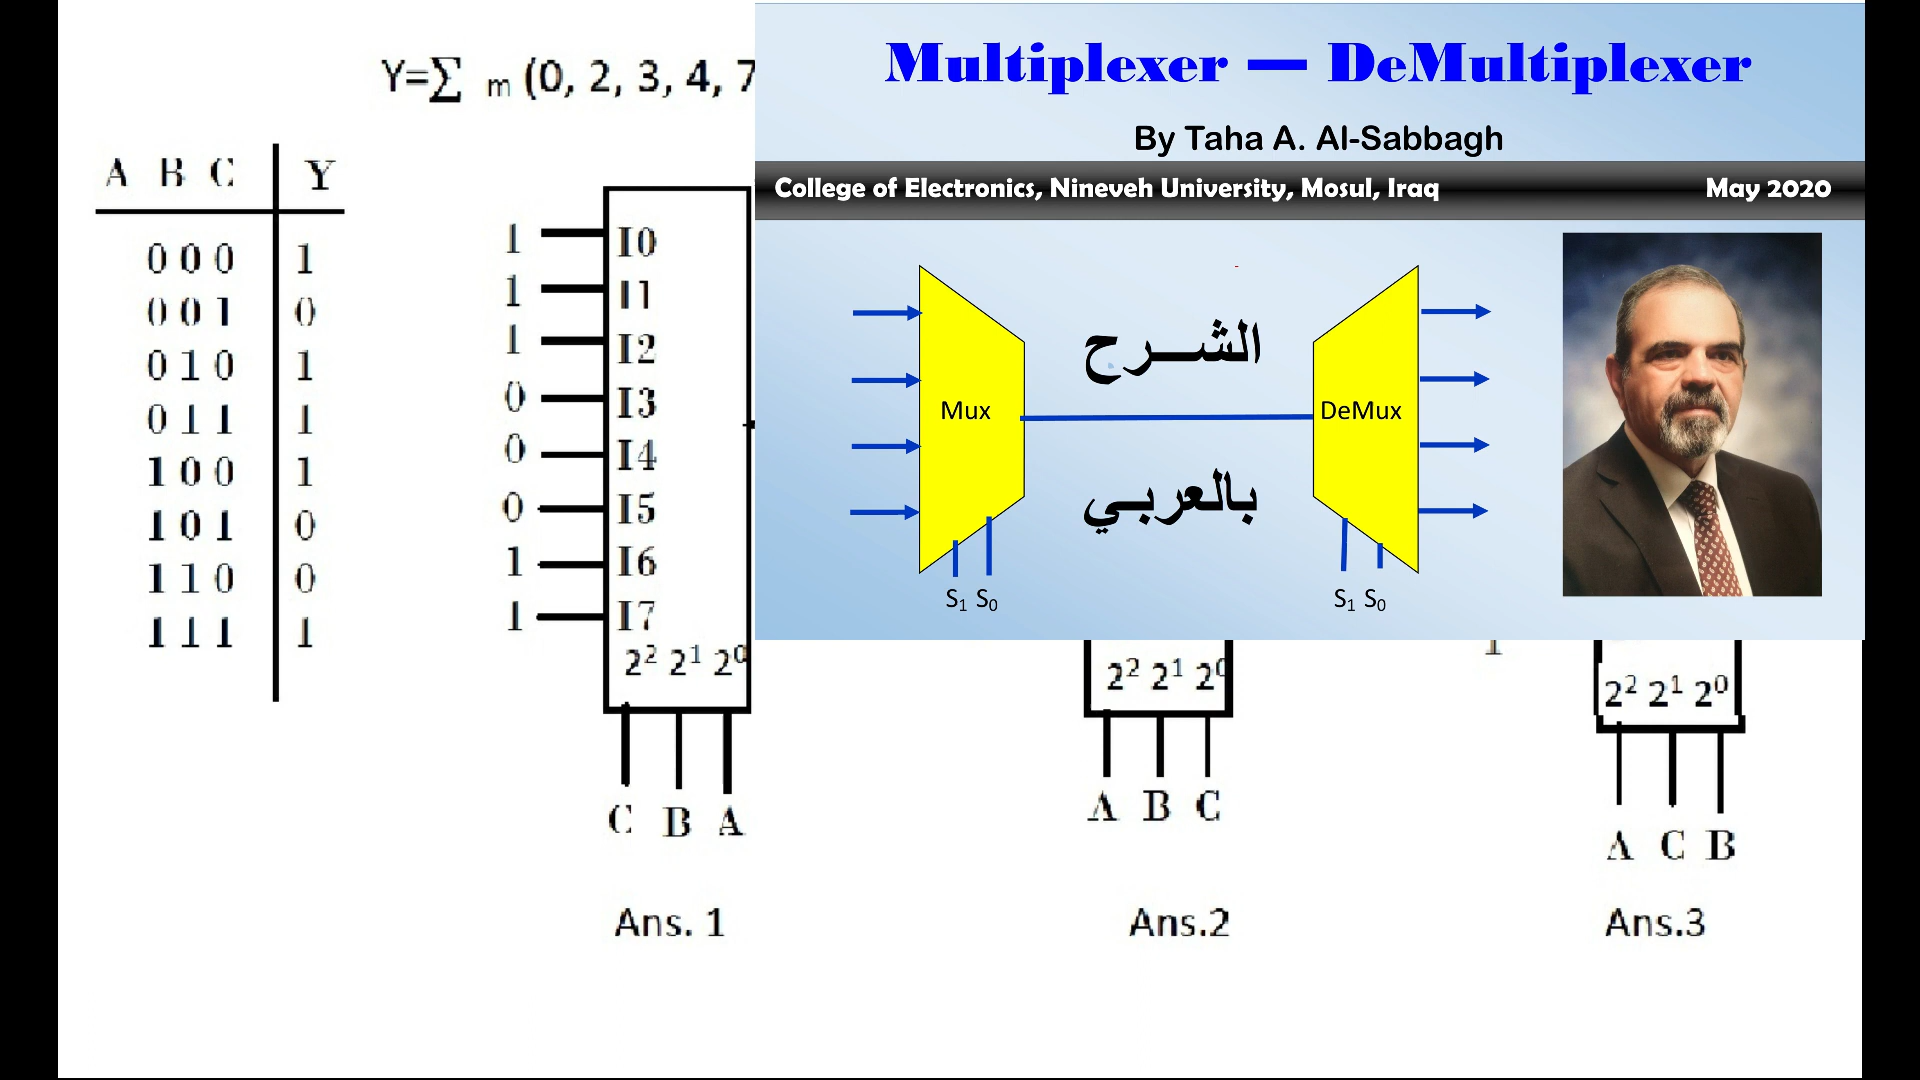 Y=∑ m (0, 2, 3, 4, 7
A B C Y
0 0 0 1
0 0 1 0
0 1 0 1
0 1 1 1
1 0 0 1
1 0 1 0
1 1 0 0
1 1 1 1
1 I0
1 I1
1 I2
0 I3
0 I4
0 I5
1 I6
1 I7
2² 2¹ 2⁰
C B A
Ans. 1
Multiplexer — DeMultiplexer
By Taha A. Al-Sabbagh
College of Electronics, Nineveh University, Mosul, Iraq May 2020
الشرح
Mux DeMux
بالعربي
S₁ S₀ S₁ S₀
2² 2¹ 2⁰
A B C
Ans.2
1
2² 2¹ 2⁰
A C B
Ans.3